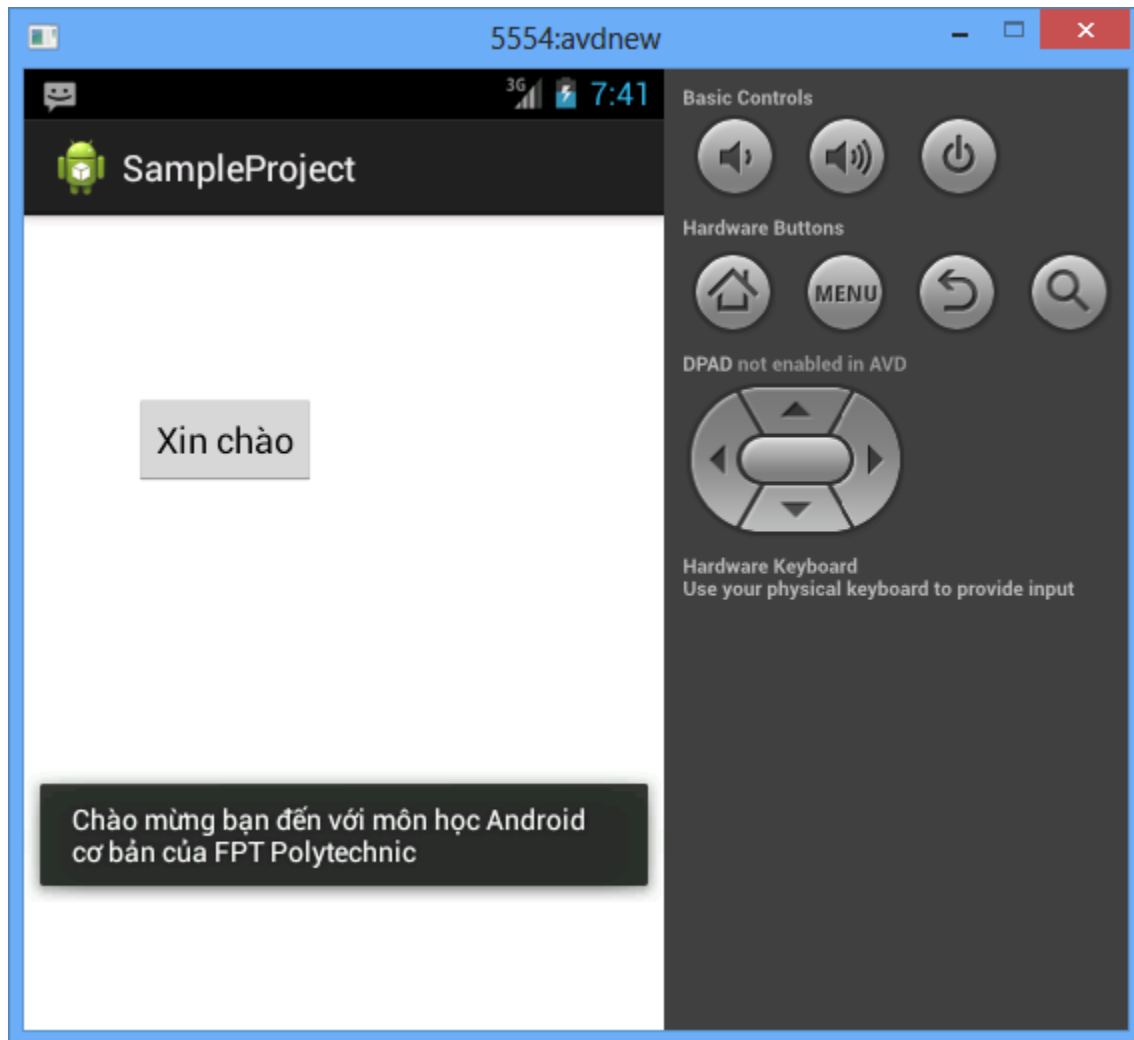 5554:avdnew
3G 7:41
SampleProject
Xin chào
Chào mừng bạn đến với môn học Android
cơ bản của FPT Polytechnic
Basic Controls
Hardware Buttons
MENU
DPAD not enabled in AVD
Hardware Keyboard
Use your physical keyboard to provide input